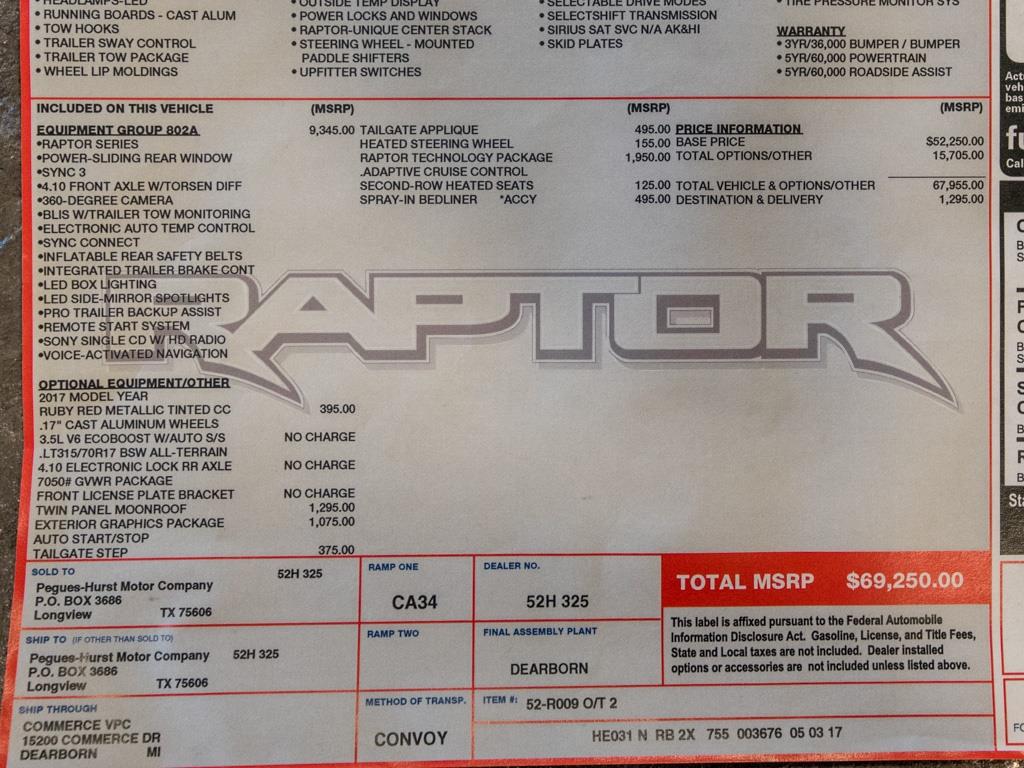 • RUNNING BOARDS - CAST ALUM
• TOW HOOKS
• TRAILER SWAY CONTROL
• TRAILER TOW PACKAGE
• WHEEL LIP MOLDINGS
• OUTSIDE TEMP DISPLAY
• POWER LOCKS AND WINDOWS
• RAPTOR-UNIQUE CENTER STACK
• STEERING WHEEL - MOUNTED
PADDLE SHIFTERS
• UPFITTER SWITCHES
• SELECTABLE DRIVE MODES
• SELECTSHIFT TRANSMISSION
• SIRIUS SAT SVC N/A AK&HI
• SKID PLATES
• TIRE PRESSURE MONITOR SYS
WARRANTY
• 3YR/36,000 BUMPER / BUMPER
• 5YR/60,000 POWERTRAIN
• 5YR/60,000 ROADSIDE ASSIST
INCLUDED ON THIS VEHICLE (MSRP) (MSRP) (MSRP)
EQUIPMENT GROUP 802A 9,345.00
•RAPTOR SERIES
•POWER-SLIDING REAR WINDOW
•SYNC 3
•4.10 FRONT AXLE W/TORSEN DIFF
•360-DEGREE CAMERA
•BLIS W/TRAILER TOW MONITORING
•ELECTRONIC AUTO TEMP CONTROL
•SYNC CONNECT
•INFLATABLE REAR SAFETY BELTS
•INTEGRATED TRAILER BRAKE CONT
•LED BOX LIGHTING
•LED SIDE-MIRROR SPOTLIGHTS
•PRO TRAILER BACKUP ASSIST
•REMOTE START SYSTEM
•SONY SINGLE CD W/ HD RADIO
•VOICE-ACTIVATED NAVIGATION
OPTIONAL EQUIPMENT/OTHER
2017 MODEL YEAR
RUBY RED METALLIC TINTED CC 395.00
.17" CAST ALUMINUM WHEELS
3.5L V6 ECOBOOST W/AUTO S/S NO CHARGE
.LT315/70R17 BSW ALL-TERRAIN
4.10 ELECTRONIC LOCK RR AXLE NO CHARGE
7050# GVWR PACKAGE
FRONT LICENSE PLATE BRACKET NO CHARGE
TWIN PANEL MOONROOF 1,295.00
EXTERIOR GRAPHICS PACKAGE 1,075.00
AUTO START/STOP
TAILGATE STEP 375.00
TAILGATE APPLIQUE 495.00
HEATED STEERING WHEEL 155.00
RAPTOR TECHNOLOGY PACKAGE 1,950.00
.ADAPTIVE CRUISE CONTROL
SECOND-ROW HEATED SEATS 125.00
SPRAY-IN BEDLINER *ACCY 495.00
PRICE INFORMATION
BASE PRICE $52,250.00
TOTAL OPTIONS/OTHER 15,705.00
TOTAL VEHICLE & OPTIONS/OTHER 67,955.00
DESTINATION & DELIVERY 1,295.00
RAPTOR
SOLD TO 52H 325
Pegues-Hurst Motor Company
P.O. BOX 3686
Longview TX 75606
SHIP TO (IF OTHER THAN SOLD TO)
Pegues-Hurst Motor Company 52H 325
P.O. BOX 3686
Longview TX 75606
SHIP THROUGH
COMMERCE VPC
15200 COMMERCE DR
DEARBORN MI
RAMP ONE
CA34
RAMP TWO
METHOD OF TRANSP.
CONVOY
DEALER NO.
52H 325
FINAL ASSEMBLY PLANT
DEARBORN
ITEM #: 52-R009 O/T 2
HE031 N RB 2X 755 003676 05 03 17
TOTAL MSRP $69,250.00
This label is affixed pursuant to the Federal Automobile
Information Disclosure Act. Gasoline, License, and Title Fees,
State and Local taxes are not included. Dealer installed
options or accessories are not included unless listed above.